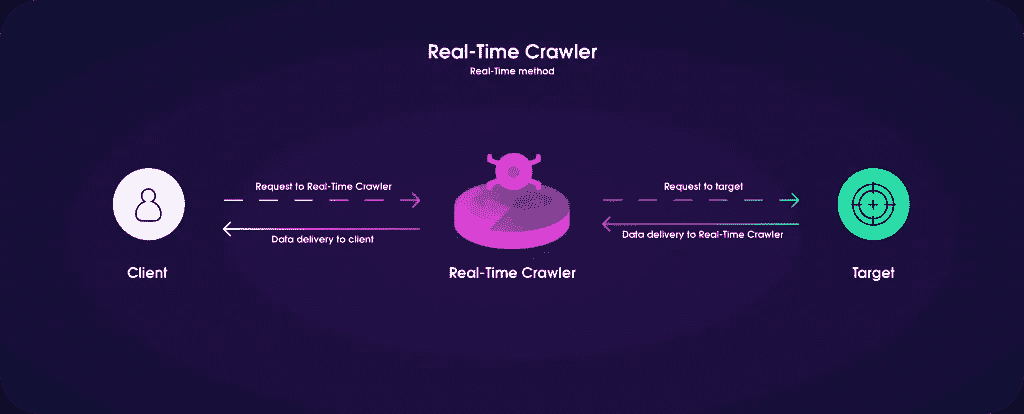 Real-Time Crawler
Real-Time method
Request to Real-Time Crawler
Request to target
Data delivery to client
Data delivery to Real-Time Crawler
Client
Real-Time Crawler
Target